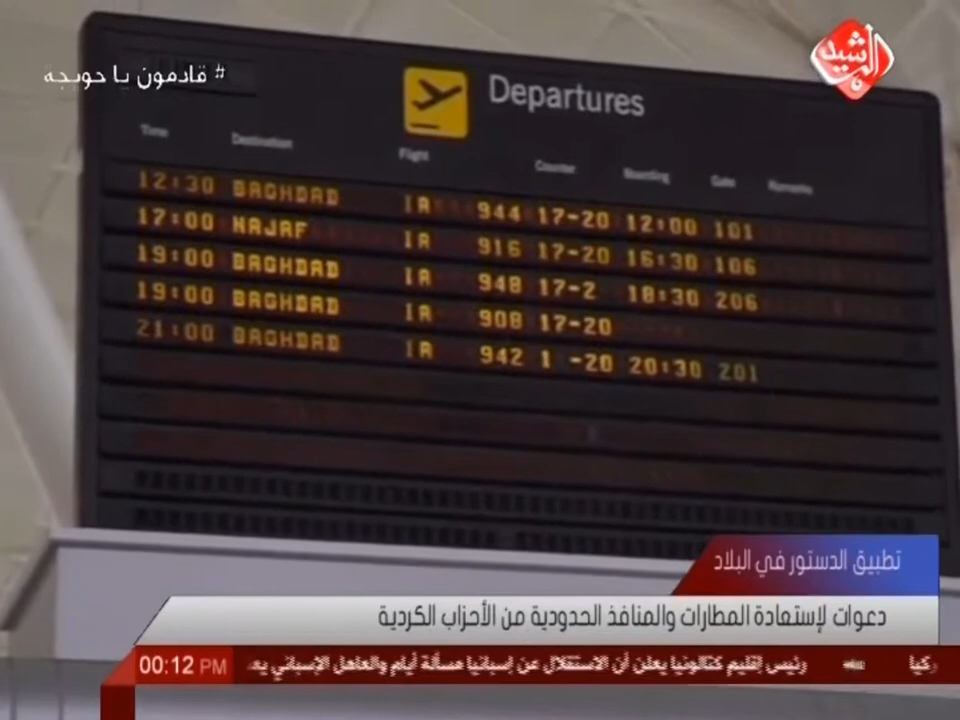 # قادمون يا حويجة
الرشيد
Departures
Time Destination Flight Counter Boarding Gate Remarks
12:30 BAGHDAD IA 944 17-20 12:00 101
17:00 NAJAF IA 916 17-20 16:30 106
19:00 BAGHDAD IA 948 17-2 18:30 206
19:00 BAGHDAD IA 908 17-20
21:00 BAGHDAD IA 942 1 -20 20:30 201
تطبيق الدستور في البلاد
دعوات لإستعادة المطارات والمنافذ الحدودية من الأحزاب الكردية
00:12 PM رئيس إقليم كتالونيا يعلن أن الاستقلال عن إسبانيا مسألة أيام والعاهل الإسباني